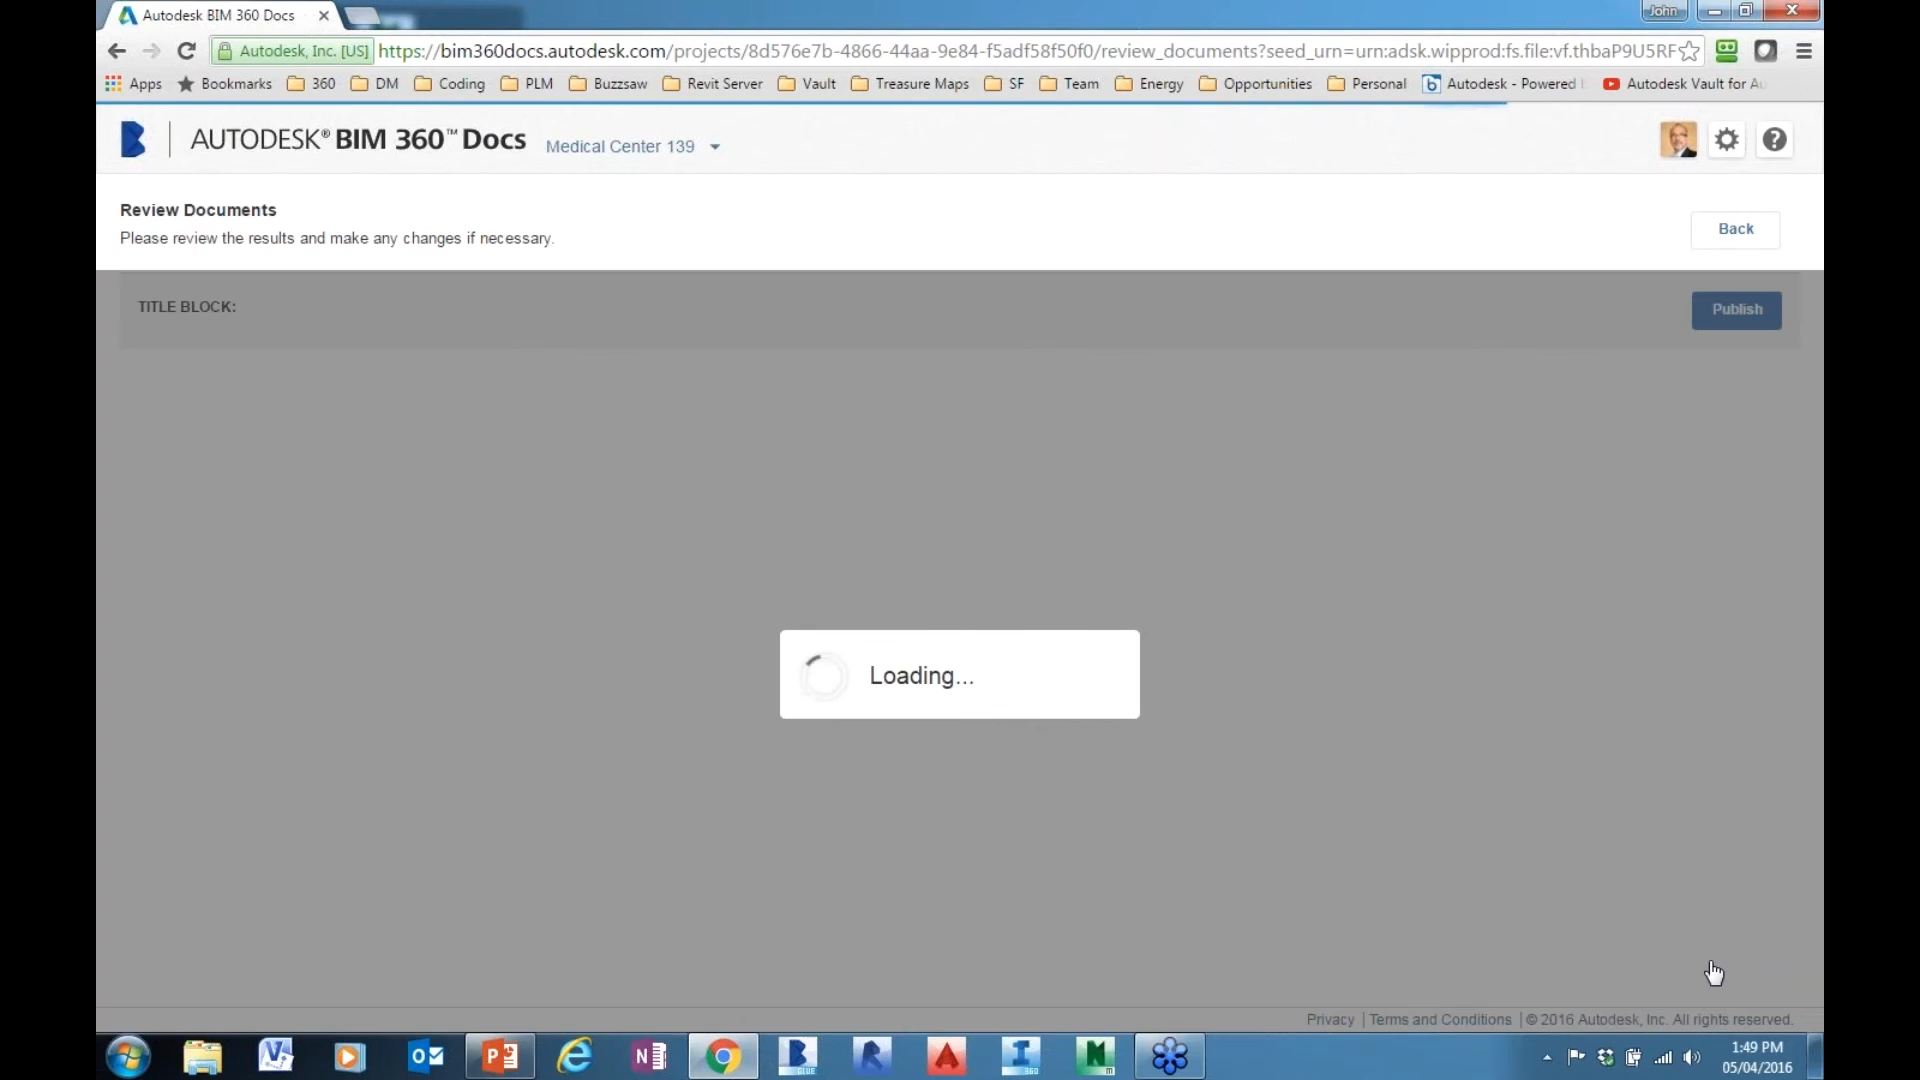 Autodesk BIM 360 Docs
John
Autodesk, Inc. [US] https://bim360docs.autodesk.com/projects/8d576e7b-4866-44aa-9e84-f5adf58f50f0/review_documents?seed_urn=urn:adsk.wipprod:fs.file:vf.thbaP9U5RF
Apps Bookmarks 360 DM Coding PLM Buzzsaw Revit Server Vault Treasure Maps SF Team Energy Opportunities Personal Autodesk - Powered Autodesk Vault for Au
AUTODESK® BIM 360™ Docs Medical Center 139
Review Documents
Please review the results and make any changes if necessary.
Back
TITLE BLOCK:
Publish
Loading...
Privacy | Terms and Conditions | © 2016 Autodesk, Inc. All rights reserved.
1:49 PM
05/04/2016